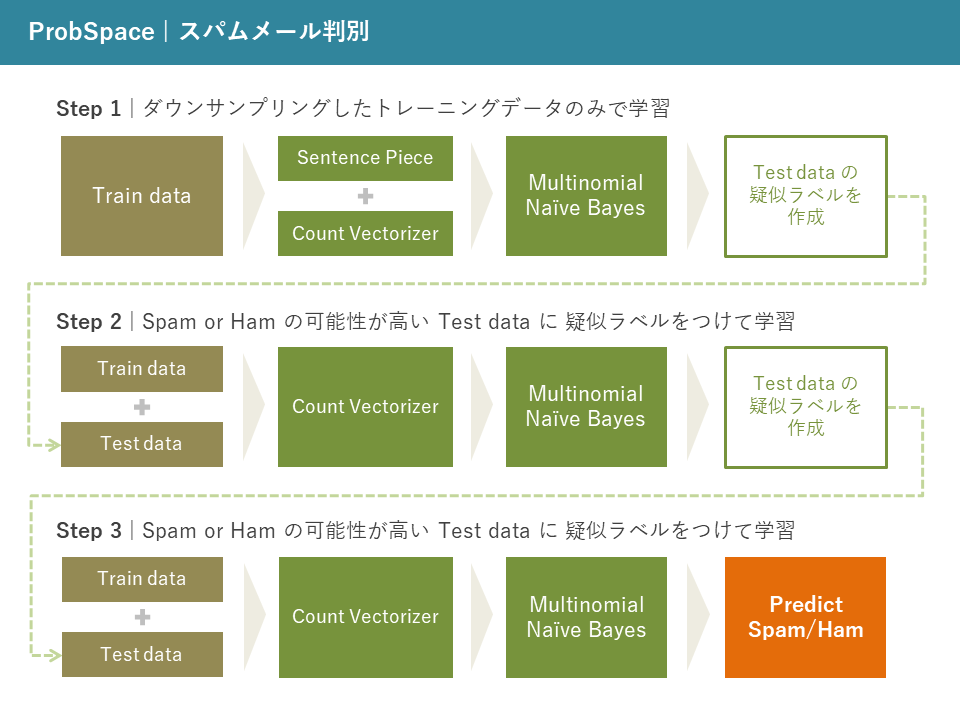 ProbSpace｜スパムメール判別
Step 1｜ダウンサンプリングしたトレーニングデータのみで学習
Train data
Sentence Piece
Count Vectorizer
Multinomial
Naïve Bayes
Test data の
疑似ラベルを
作成
Step 2｜Spam or Ham の可能性が高い Test data に 疑似ラベルをつけて学習
Train data
Test data
Count Vectorizer
Multinomial
Naïve Bayes
Test data の
疑似ラベルを
作成
Step 3｜Spam or Ham の可能性が高い Test data に 疑似ラベルをつけて学習
Train data
Test data
Count Vectorizer
Multinomial
Naïve Bayes
Predict
Spam/Ham